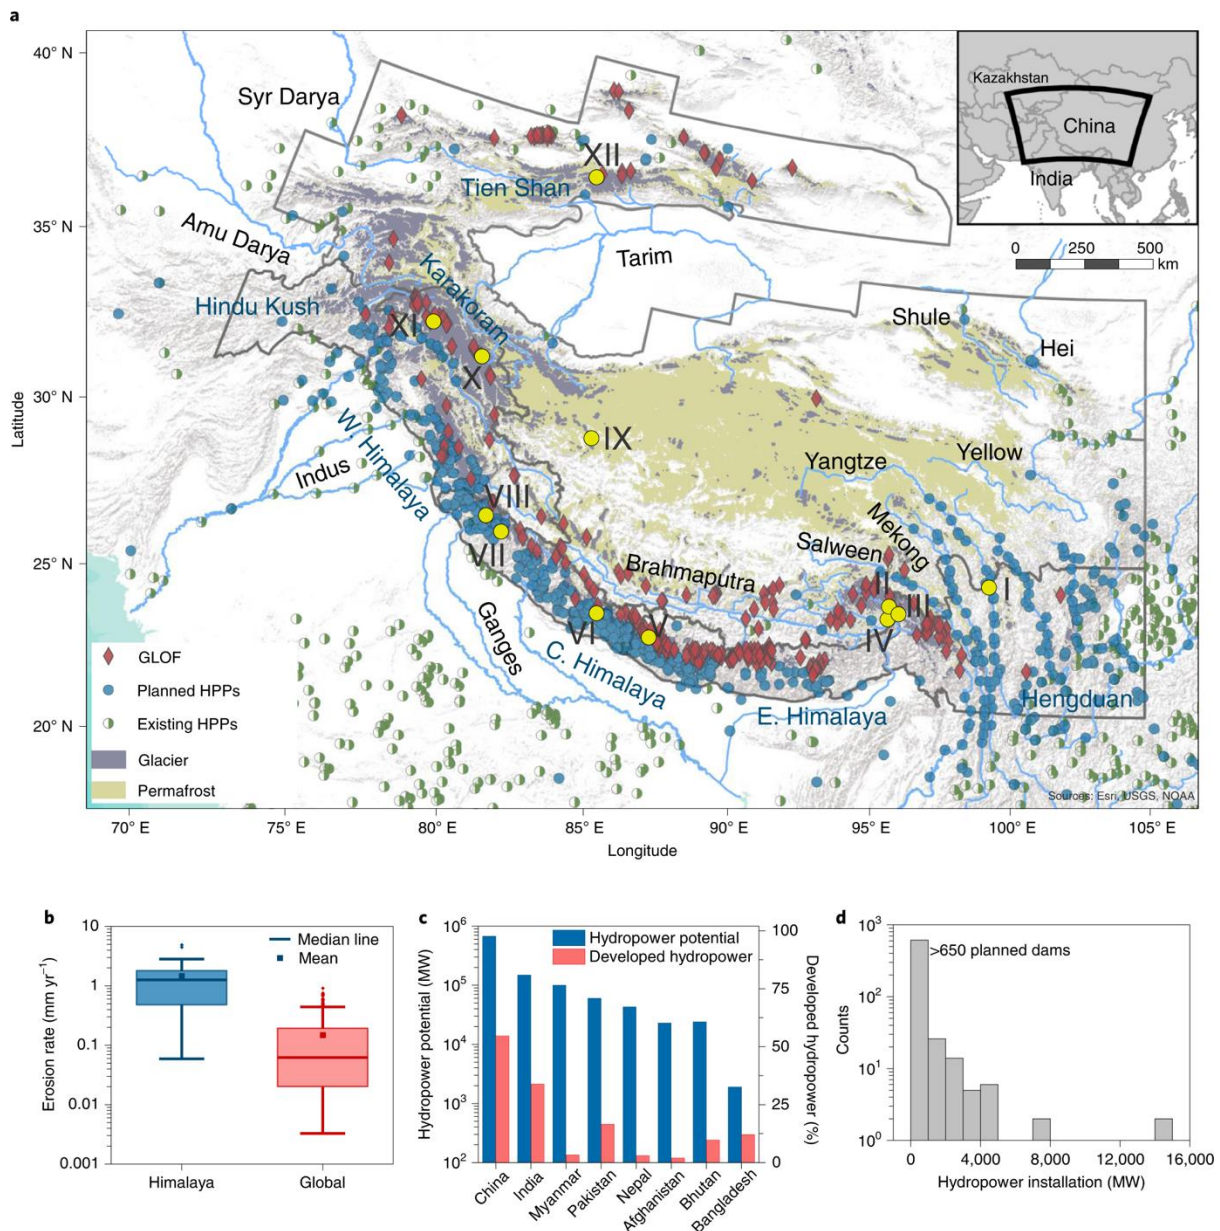 a
40° N
35° N
30° N
25° N
20° N
Latitude
70° E
75° E
80° E
85° E
90° E
95° E
100° E
105° E
Longitude
Kazakhstan
China
India
0 250 500
km
Syr Darya
XII
Tien Shan
Amu Darya
Tarim
Karakoram
Hindu Kush
XI
X
Shule
Hei
IX
W. Himalaya
Indus
Yangtze
Yellow
VIII
VII
Mekong
Salween
Brahmaputra
I
II
III
IV
Ganges
VI
V
C. Himalaya
E. Himalaya
Hengduan
GLOF
Planned HPPs
Existing HPPs
Glacier
Permafrost
Sources: Esri, USGS, NOAA
b
Erosion rate (mm yr⁻¹)
10
1
0.1
0.01
0.001
Median line
Mean
Himalaya
Global
c
Hydropower potential (MW)
10⁶
10⁵
10⁴
10³
10²
Hydropower potential
Developed hydropower
100
75
50
25
0
Developed hydropower (%)
China
India
Myanmar
Pakistan
Nepal
Afghanistan
Bhutan
Bangladesh
d
Counts
10³
10²
10¹
10⁰
>650 planned dams
0
4,000
8,000
12,000
16,000
Hydropower installation (MW)